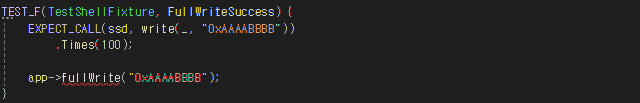 TEST_F(TestShellFixture, FullWriteSuccess) {
EXPECT_CALL(ssd, write(_, "0xAAAABBBB"))
.Times(100);
app->fullWrite("0xAAAABBBB");
}